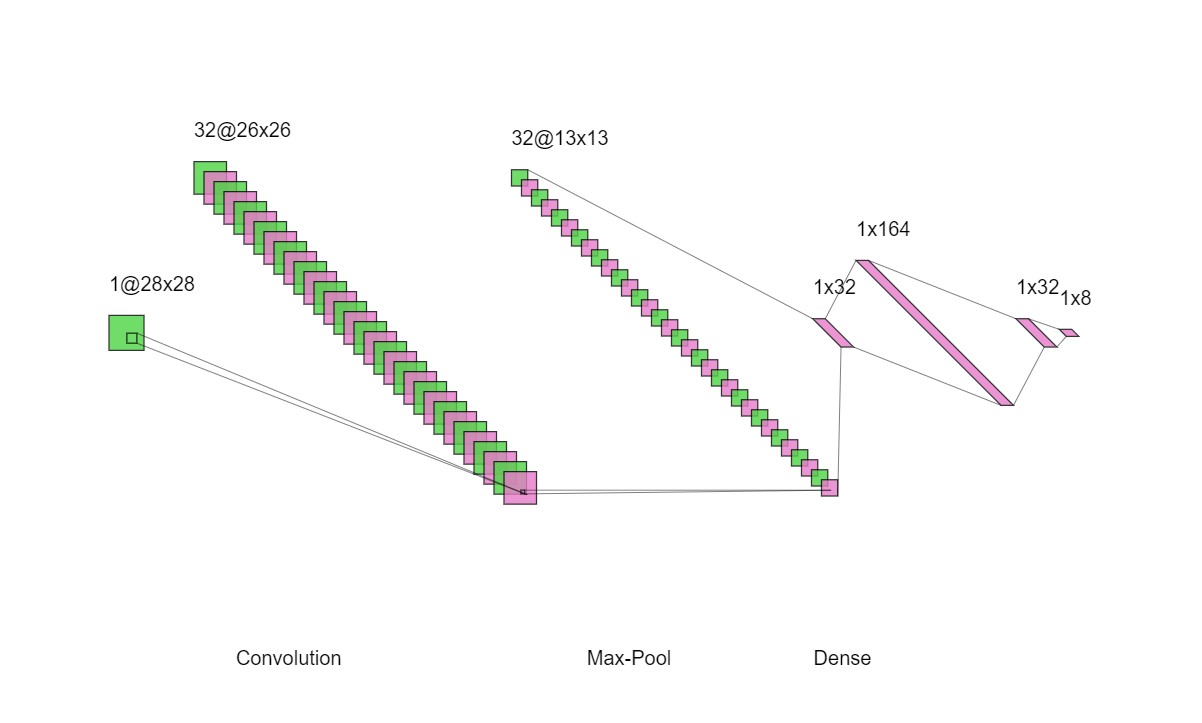 32@26x26
32@13x13
1x164
1@28x28
1x32
1x32
1x8
Convolution
Max-Pool
Dense